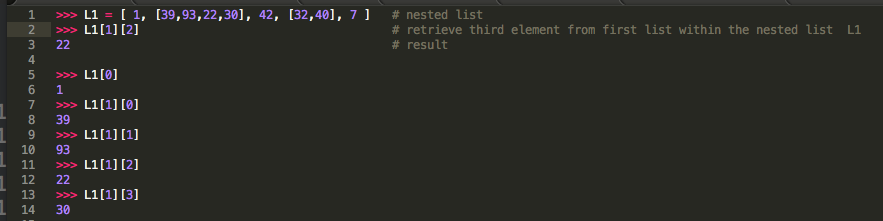 1 >>> L1 = [ 1, [39,93,22,30], 42, [32,40], 7 ] # nested list
2 >>> L1[1][2] # retrieve third element from first list within the nested list L1
3 22 # result
4
5 >>> L1[0]
6 1
7 >>> L1[1][0]
8 39
9 >>> L1[1][1]
10 93
11 >>> L1[1][2]
12 22
13 >>> L1[1][3]
14 30